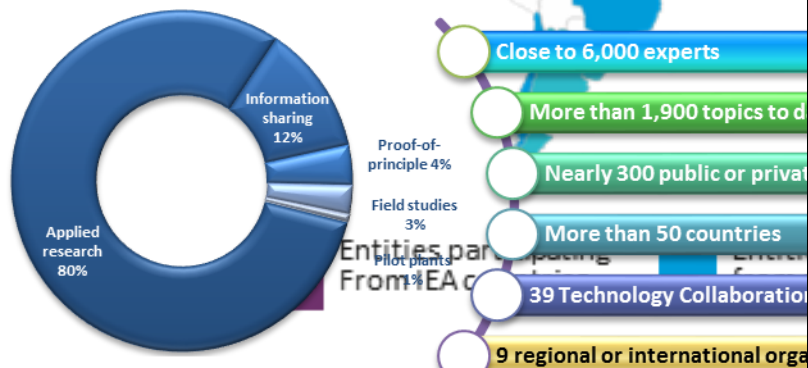 Information
sharing
12%
Proof-of-
principle 4%
Field studies
3%
Pilot plants
1%
Applied
research
80%
Entities participating
From IEA
Close to 6,000 experts
More than 1,900 topics to d
Nearly 300 public or privat
More than 50 countries
39 Technology Collaboratio
9 regional or international orga